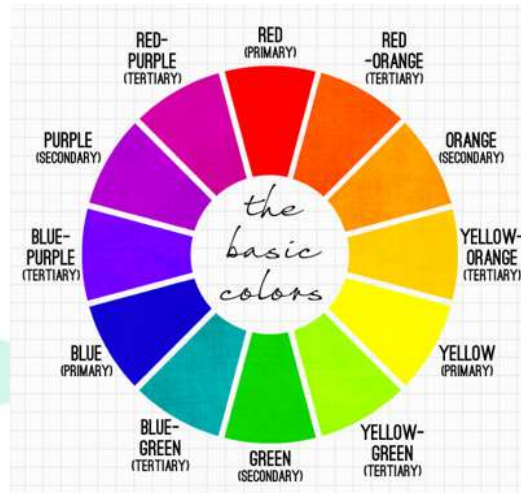 RED
(PRIMARY)
RED
-ORANGE
(TERTIARY)
ORANGE
(SECONDARY)
YELLOW-
ORANGE
(TERTIARY)
YELLOW
(PRIMARY)
YELLOW-
GREEN
(TERTIARY)
GREEN
(SECONDARY)
BLUE-
GREEN
(TERTIARY)
BLUE
(PRIMARY)
BLUE-
PURPLE
(TERTIARY)
PURPLE
(SECONDARY)
RED-
PURPLE
(TERTIARY)
the
basic
colors